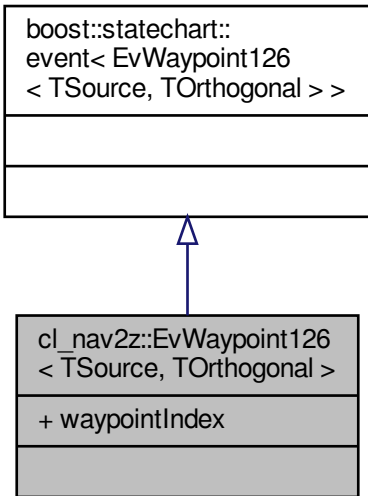 boost::statechart::
event< EvWaypoint126
< TSource, TOrthogonal > >
cl_nav2z::EvWaypoint126
< TSource, TOrthogonal >
+ waypointIndex